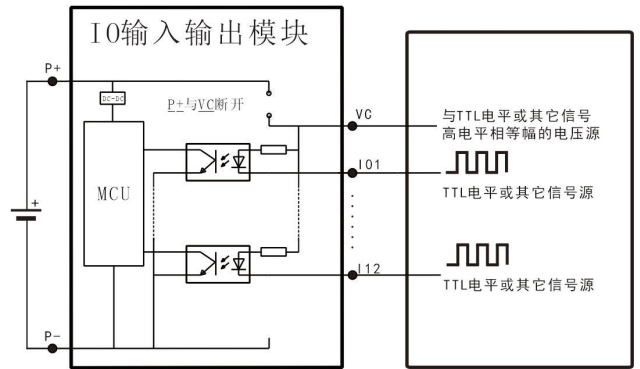 IO输入输出模块
P+
DC-DC
P+与VC断开
VC
与TTL电平或其它信号
高电平相等幅的电压源
IO1
TTL电平或其它信号源
MCU
+
I12
TTL电平或其它信号源
P-